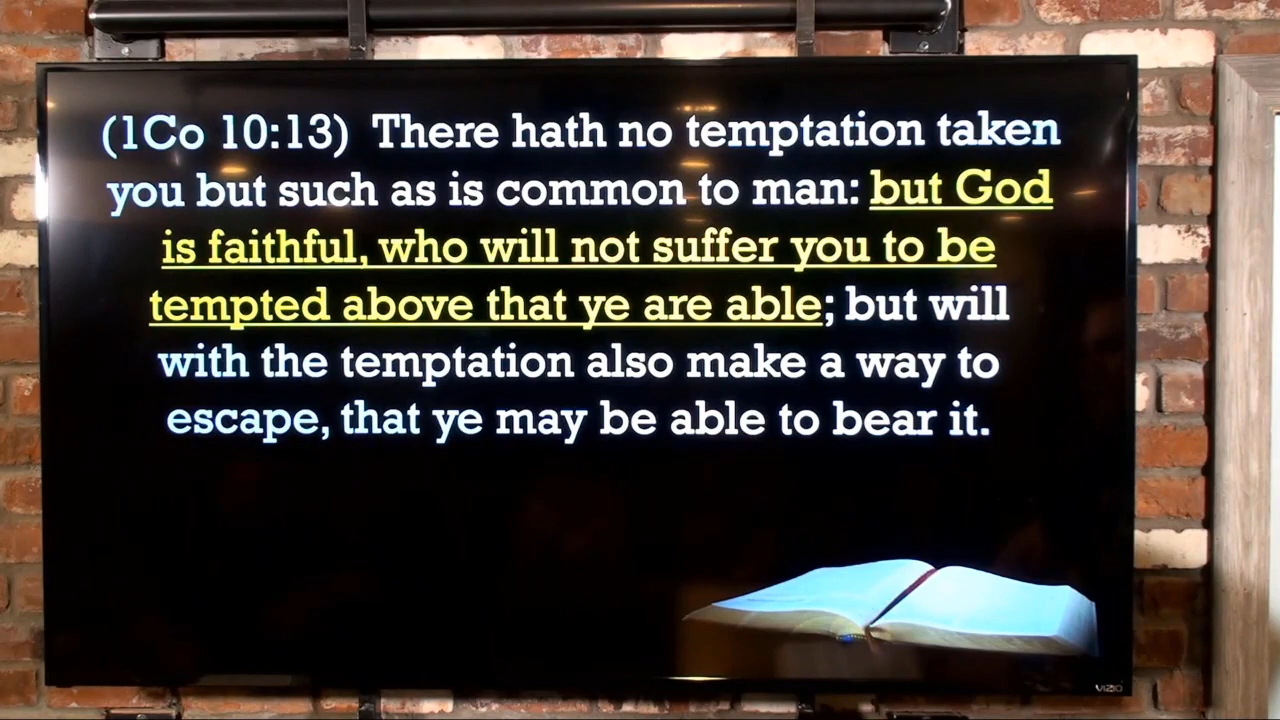 (1Co 10:13) There hath no temptation taken
you but such as is common to man: but God
is faithful, who will not suffer you to be
tempted above that ye are able; but will
with the temptation also make a way to
escape, that ye may be able to bear it.
VIZIO